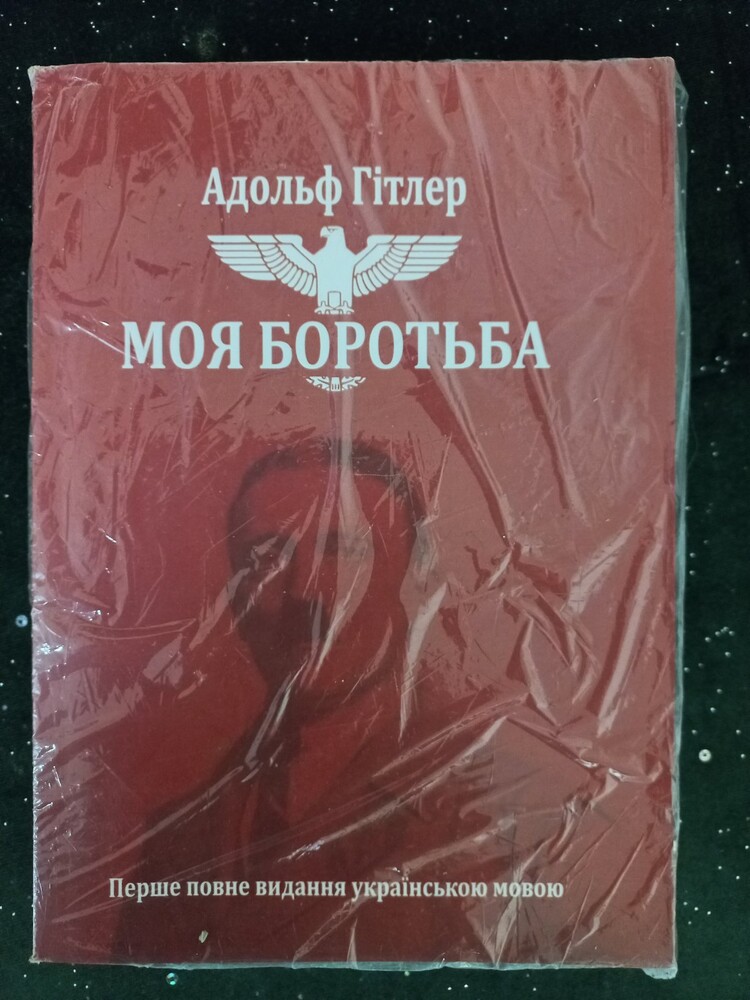 Адольф Гітлер
МОЯ БОРОТЬБА
Перше повне видання українською мовою